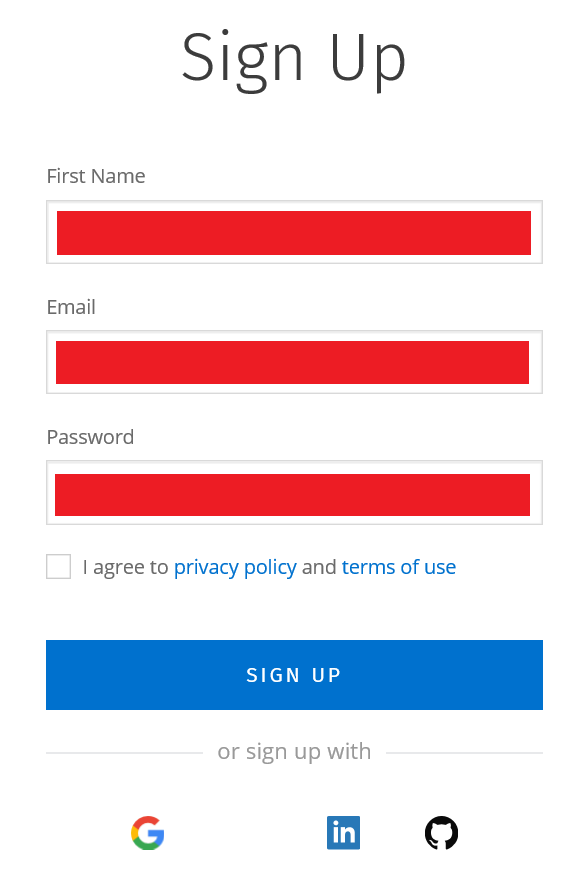 Sign Up
First Name
Email
Password
I agree to privacy policy and terms of use
SIGN UP
or sign up with
in